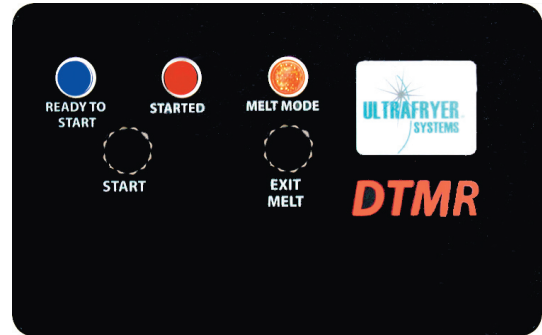 READY TO
START
STARTED
MELT MODE
START
EXIT
MELT
ULTRAFRYER
SYSTEMS
DTMR